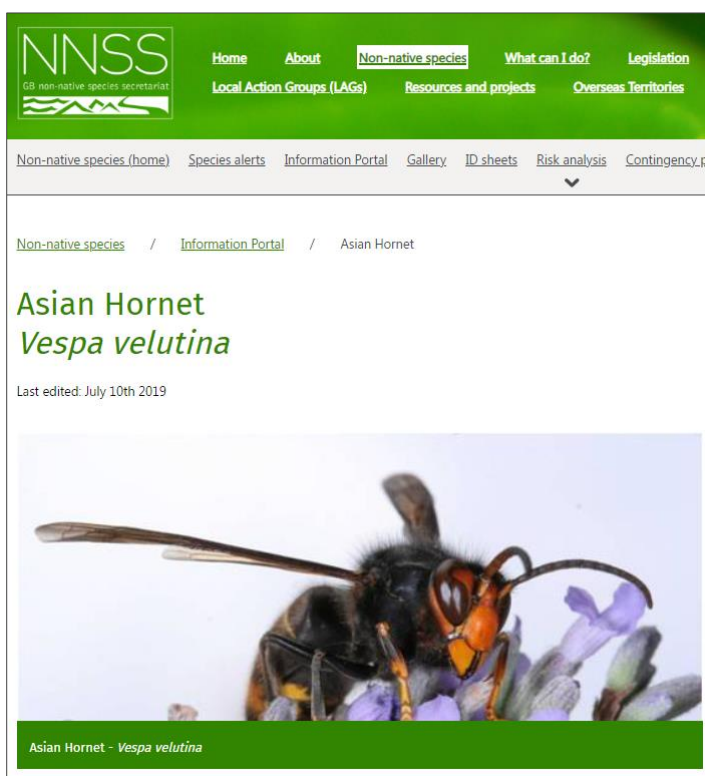 NNSS
GB non-native species secretariat
Home About Non-native species What can I do? Legislation
Local Action Groups (LAGs) Resources and projects Overseas Territories
Non-native species (home) Species alerts Information Portal Gallery ID sheets Risk analysis Contingency p
Non-native species / Information Portal / Asian Hornet
Asian Hornet
Vespa velutina
Last edited: July 10th 2019
Asian Hornet - Vespa velutina